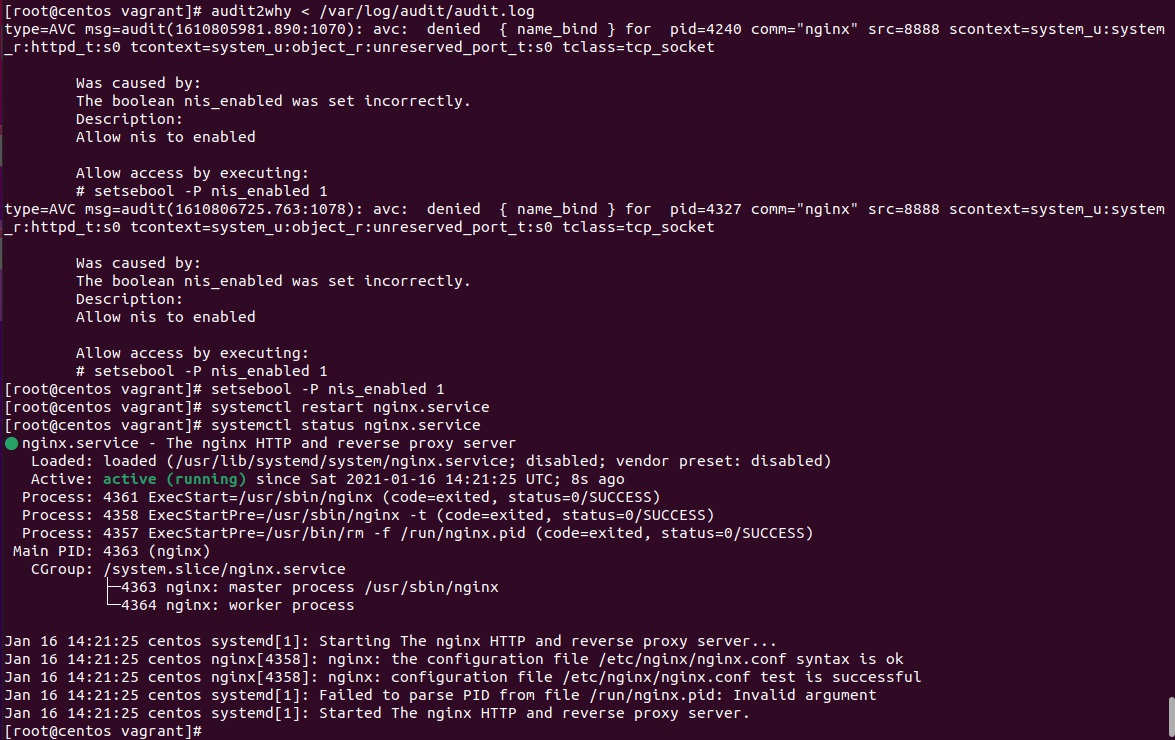 [root@centos vagrant]# audit2why < /var/log/audit/audit.log
type=AVC msg=audit(1610805981.890:1070): avc:  denied  { name_bind } for  pid=4240 comm="nginx" src=8888 scontext=system_u:system
_r:httpd_t:s0 tcontext=system_u:object_r:unreserved_port_t:s0 tclass=tcp_socket
Was caused by:
The boolean nis_enabled was set incorrectly.
Description:
Allow nis to enabled
Allow access by executing:
# setsebool -P nis_enabled 1
type=AVC msg=audit(1610806725.763:1078): avc:  denied  { name_bind } for  pid=4327 comm="nginx" src=8888 scontext=system_u:system
_r:httpd_t:s0 tcontext=system_u:object_r:unreserved_port_t:s0 tclass=tcp_socket
Was caused by:
The boolean nis_enabled was set incorrectly.
Description:
Allow nis to enabled
Allow access by executing:
# setsebool -P nis_enabled 1
[root@centos vagrant]# setsebool -P nis_enabled 1
[root@centos vagrant]# systemctl restart nginx.service
[root@centos vagrant]# systemctl status nginx.service
● nginx.service - The nginx HTTP and reverse proxy server
Loaded: loaded (/usr/lib/systemd/system/nginx.service; disabled; vendor preset: disabled)
Active: active (running) since Sat 2021-01-16 14:21:25 UTC; 8s ago
Process: 4361 ExecStart=/usr/sbin/nginx (code=exited, status=0/SUCCESS)
Process: 4358 ExecStartPre=/usr/sbin/nginx -t (code=exited, status=0/SUCCESS)
Process: 4357 ExecStartPre=/usr/bin/rm -f /run/nginx.pid (code=exited, status=0/SUCCESS)
Main PID: 4363 (nginx)
CGroup: /system.slice/nginx.service
├─4363 nginx: master process /usr/sbin/nginx
└─4364 nginx: worker process
Jan 16 14:21:25 centos systemd[1]: Starting The nginx HTTP and reverse proxy server...
Jan 16 14:21:25 centos nginx[4358]: nginx: the configuration file /etc/nginx/nginx.conf syntax is ok
Jan 16 14:21:25 centos nginx[4358]: nginx: configuration file /etc/nginx/nginx.conf test is successful
Jan 16 14:21:25 centos systemd[1]: Failed to parse PID from file /run/nginx.pid: Invalid argument
Jan 16 14:21:25 centos systemd[1]: Started The nginx HTTP and reverse proxy server.
[root@centos vagrant]#